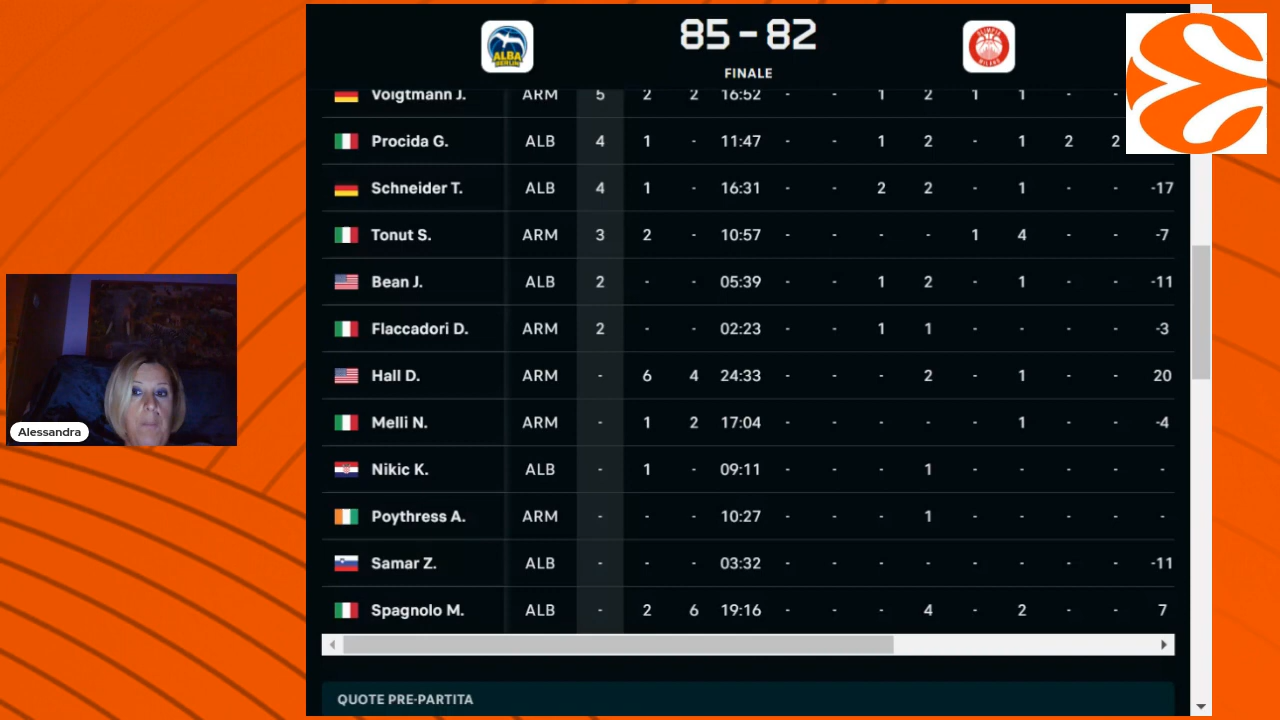 ALBA
BERLIN
85 - 82
FINALE
OLIMPIA
MILANO
Voigtmann J. ARM 5 2 2 16:52 - - 1 2 1 1 - -
Procida G. ALB 4 1 - 11:47 - - 1 2 - 1 2 2
Schneider T. ALB 4 1 - 16:31 - - 2 2 - 1 - - -17
Tonut S. ARM 3 2 - 10:57 - - - - 1 4 - - -7
Bean J. ALB 2 - - 05:39 - - 1 2 - 1 - - -11
Flaccadori D. ARM 2 - - 02:23 - - 1 1 - - - - -3
Hall D. ARM - 6 4 24:33 - - - 2 - 1 - - 20
Melli N. ARM - 1 2 17:04 - - - - - 1 - - -4
Nikic K. ALB - 1 - 09:11 - - - 1 - - - - -
Poythress A. ARM - - - 10:27 - - - 1 - - - - -
Samar Z. ALB - - - 03:32 - - - - - - - - -11
Spagnolo M. ALB - 2 6 19:16 - - - 4 - 2 - - 7
QUOTE PRE-PARTITA
Alessandra